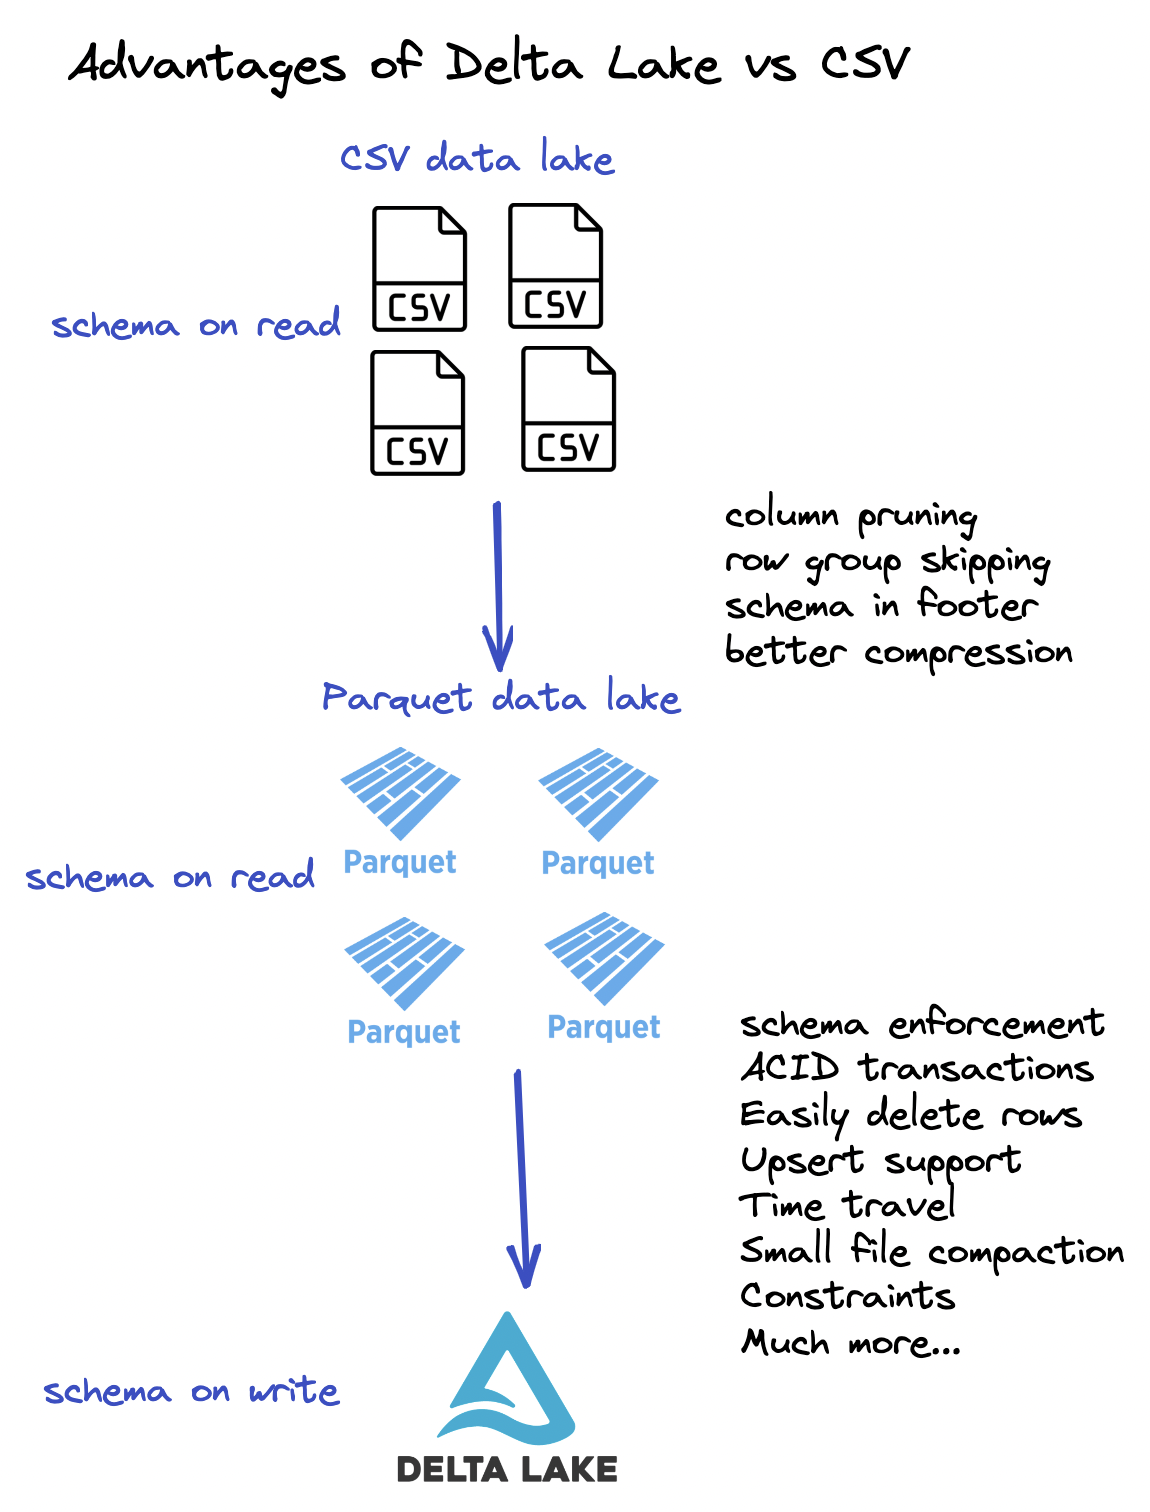 Advantages of Delta Lake vs CSV
CSV data lake
CSV
CSV
schema on read
CSV
CSV
column pruning
row group skipping
schema in footer
better compression
Parquet data lake
Parquet
Parquet
schema on read
Parquet
Parquet
schema enforcement
ACID transactions
Easily delete rows
Upsert support
Time travel
Small file compaction
Constraints
Much more...
schema on write
DELTA LAKE